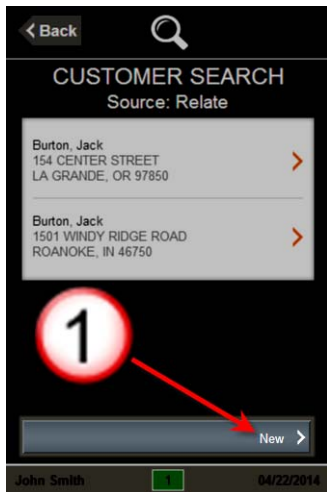 Back
CUSTOMER SEARCH
Source: Relate
Burton, Jack
154 CENTER STREET
LA GRANDE, OR 97850
Burton, Jack
1501 WINDY RIDGE ROAD
ROANOKE, IN 46750
1
New
John Smith 1 04/22/2014